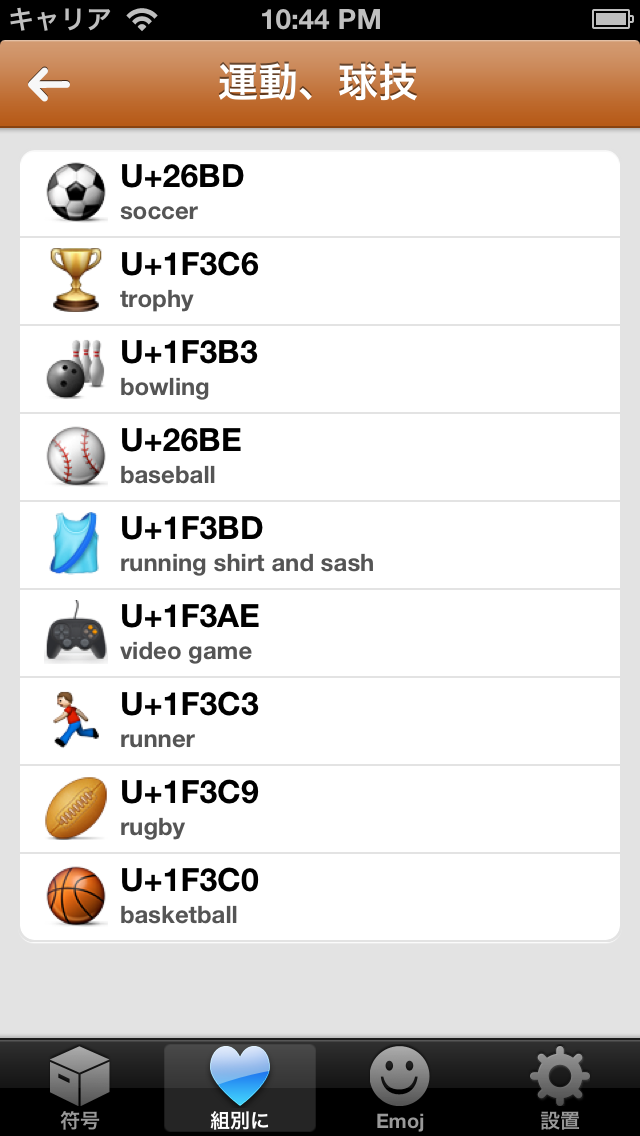 キャリア 10:44 PM
運動、球技
U+26BD
soccer
U+1F3C6
trophy
U+1F3B3
bowling
U+26BE
baseball
U+1F3BD
running shirt and sash
U+1F3AE
video game
U+1F3C3
runner
U+1F3C9
rugby
U+1F3C0
basketball
符号 組別に Emoj 設置